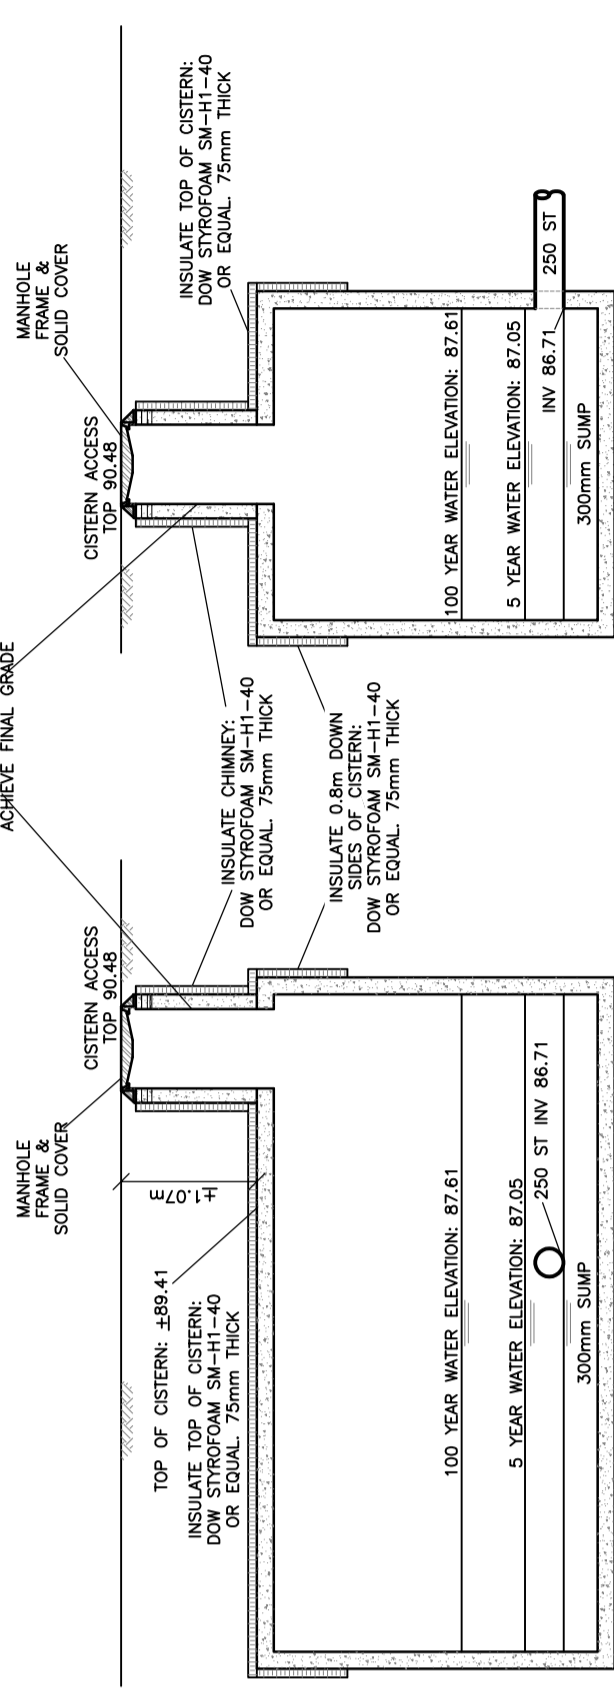 ACHIEVE FINAL GRADE
MANHOLE
FRAME &
SOLID COVER
CISTERN ACCESS
TOP 90.48
±1.07m
TOP OF CISTERN: ±89.41
INSULATE TOP OF CISTERN:
DOW STYROFOAM SM-H1-40
OR EQUAL. 75mm THICK
INSULATE CHIMNEY:
DOW STYROFOAM SM-H1-40
OR EQUAL. 75mm THICK
INSULATE 0.8m DOWN
SIDES OF CISTERN:
DOW STYROFOAM SM-H1-40
OR EQUAL. 75mm THICK
100 YEAR WATER ELEVATION: 87.61
5 YEAR WATER ELEVATION: 87.05
250 ST INV 86.71
300mm SUMP
MANHOLE
FRAME &
SOLID COVER
CISTERN ACCESS
TOP 90.48
INSULATE TOP OF CISTERN:
DOW STYROFOAM SM-H1-40
OR EQUAL. 75mm THICK
100 YEAR WATER ELEVATION: 87.61
5 YEAR WATER ELEVATION: 87.05
250 ST
INV 86.71
300mm SUMP